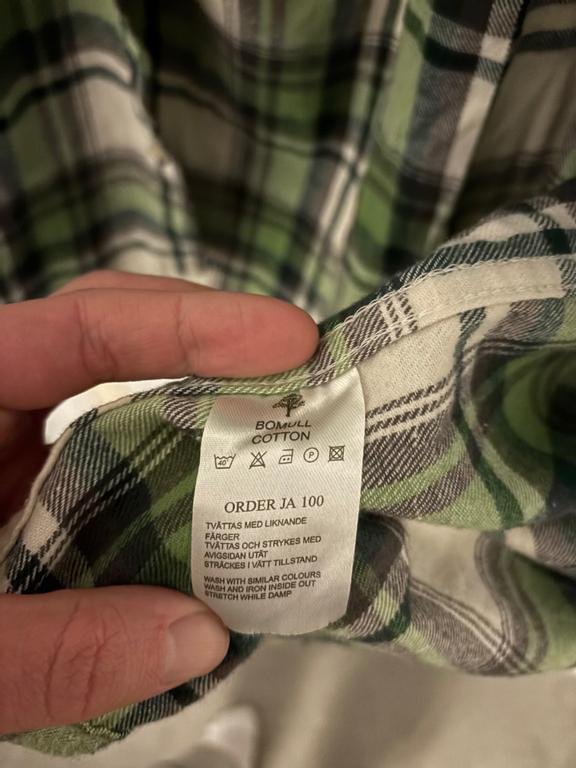 BOMULL
COTTON
40° P
ORDER JA 100
TVÄTTAS MED LIKNANDE
FÄRGER
TVÄTTAS OCH STRYKES MED
AVIGSIDAN UTÅT
STRÄCKES I VÅTT TILLSTAND
WASH WITH SIMILAR COLOURS
WASH AND IRON INSIDE OUT
STRETCH WHILE DAMP